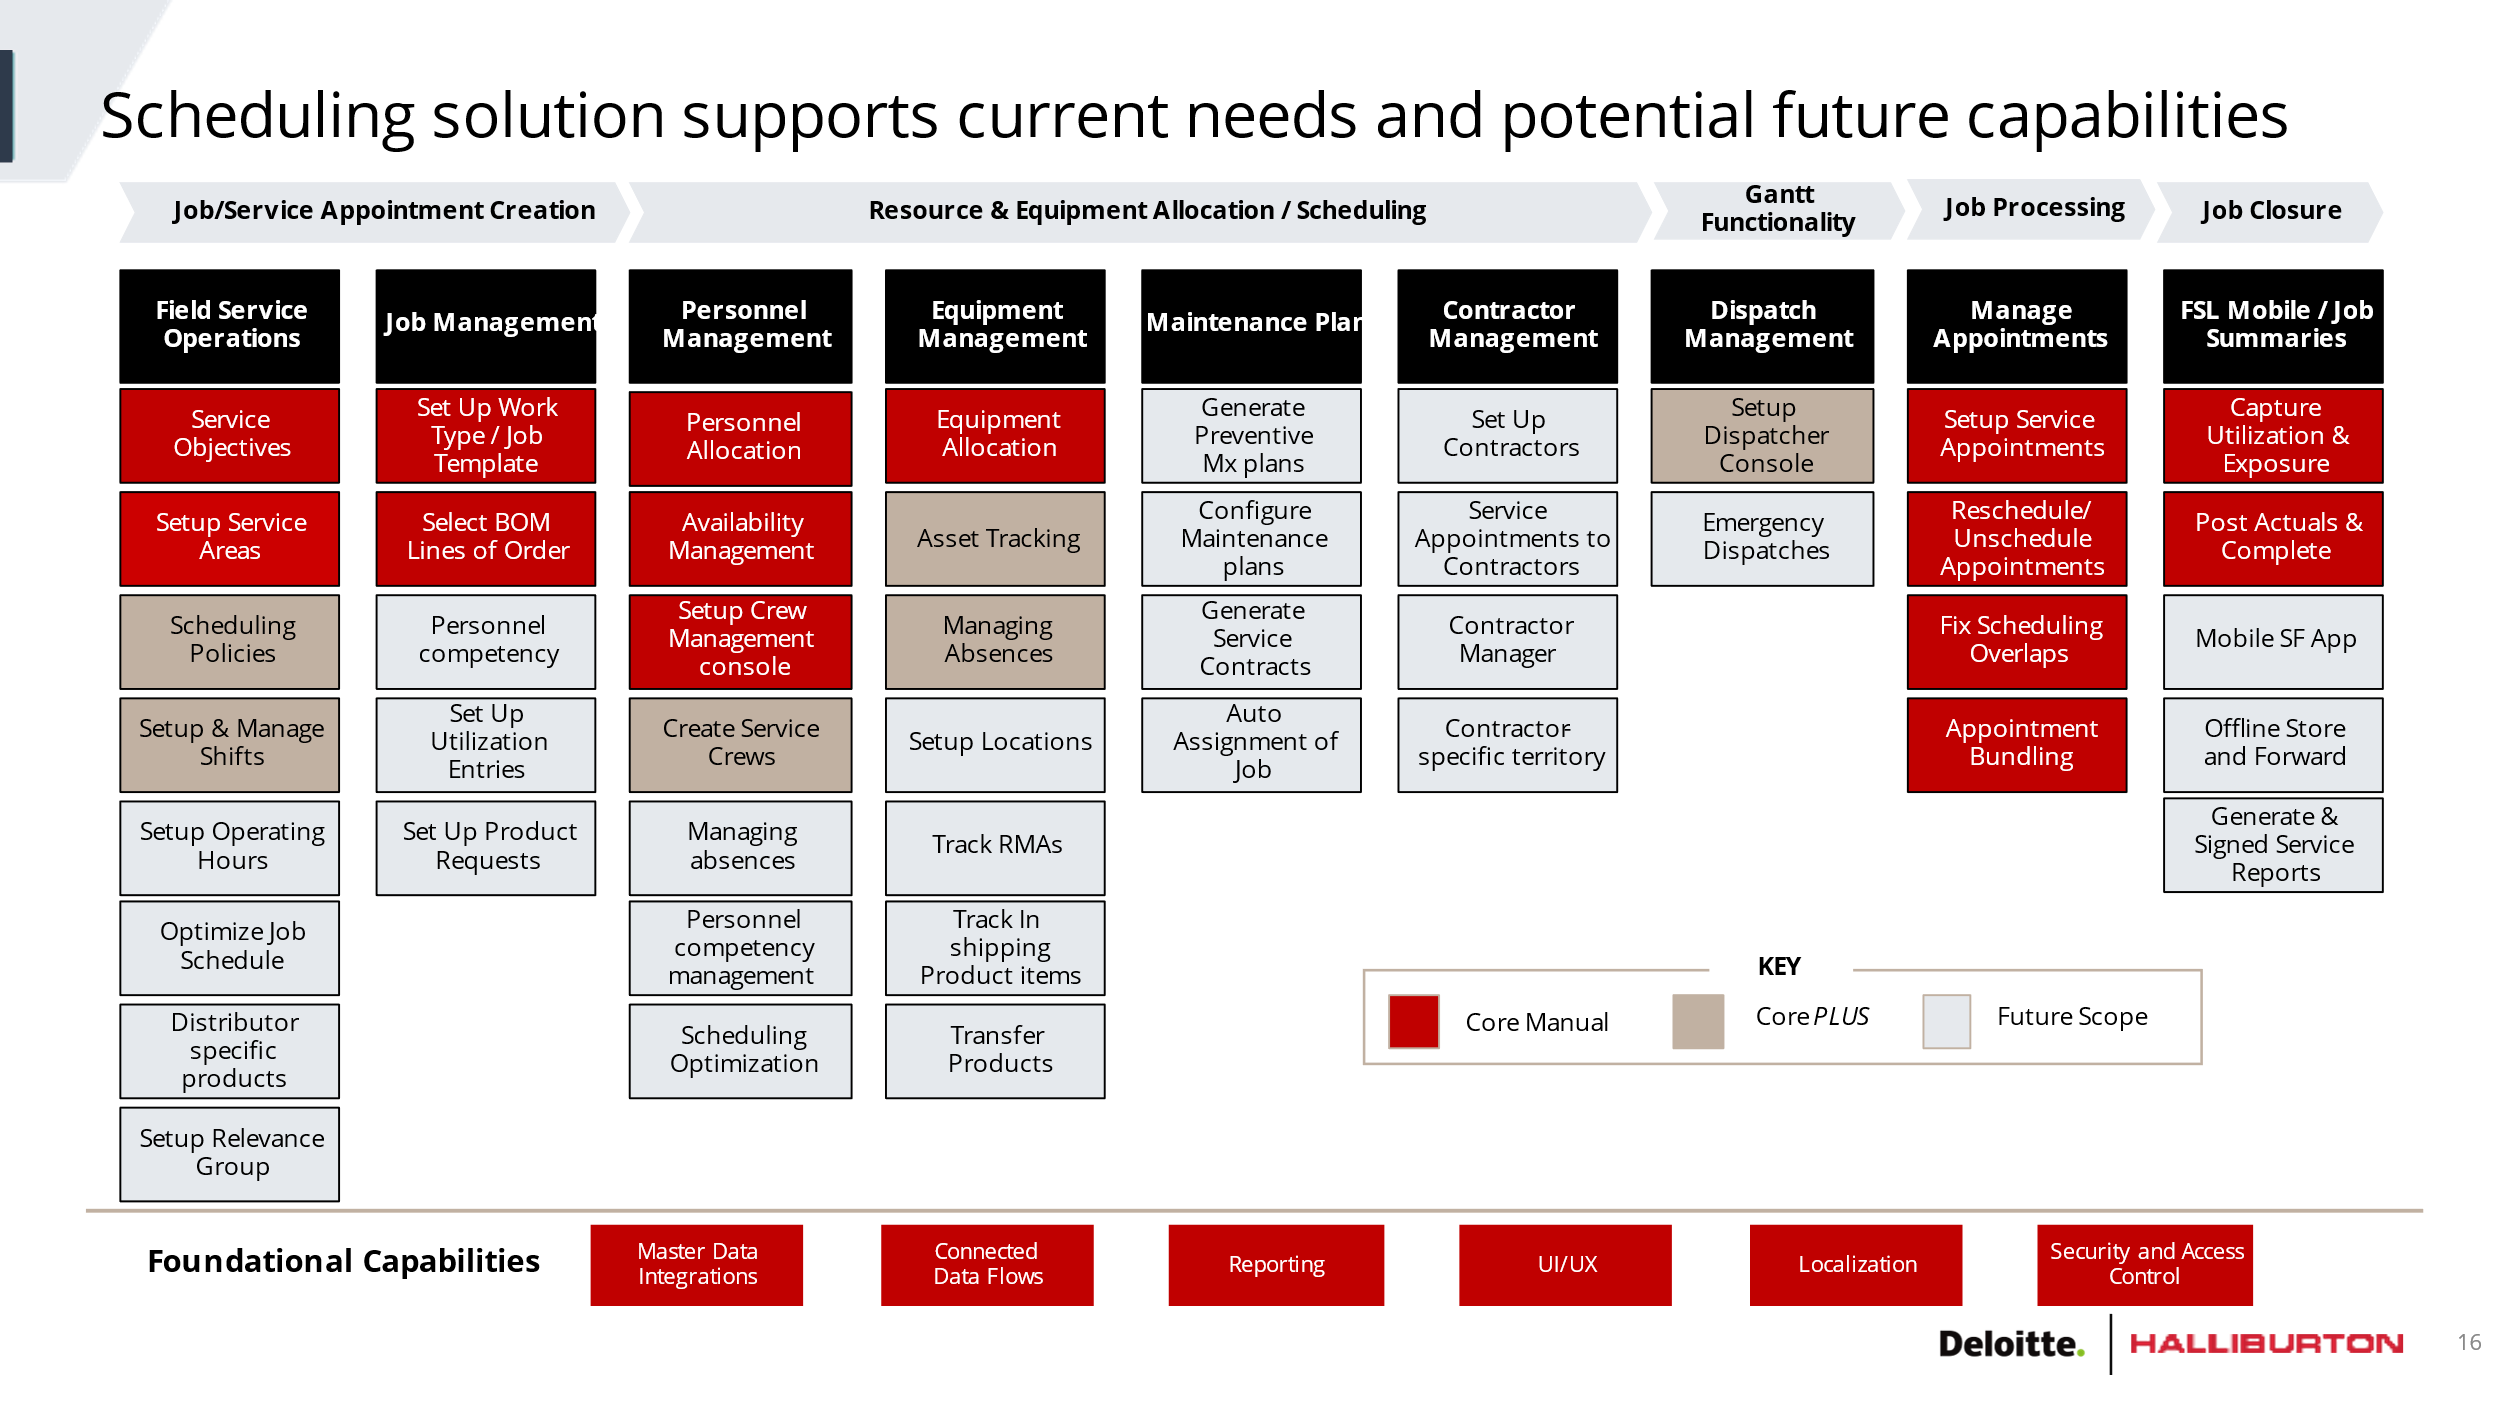 Scheduling solution supports current needs and potential future capabilities
Job/Service Appointment Creation
Resource & Equipment Allocation / Scheduling
Gantt
Functionality
Job Processing
Job Closure
Field Service
Operations
Service
Objectives
Setup Service
Areas
Scheduling
Policies
Setup & Manage
Shifts
Setup Operating
Hours
Optimize Job
Schedule
Distributor
specific
products
Setup Relevance
Group
Job Management
Set Up Work
Type / Job
Template
Select BOM
Lines of Order
Personnel
competency
Set Up
Utilization
Entries
Set Up Product
Requests
Personnel
Management
Personnel
Allocation
Availability
Management
Setup Crew
Management
console
Create Service
Crews
Managing
absences
Personnel
competency
management
Scheduling
Optimization
Equipment
Management
Equipment
Allocation
Asset Tracking
Managing
Absences
Setup Locations
Track RMAs
Track In
shipping
Product items
Transfer
Products
Maintenance Plan
Generate
Preventive
Mx plans
Configure
Maintenance
plans
Generate
Service
Contracts
Auto
Assignment of
Job
Contractor
Management
Set Up
Contractors
Service
Appointments to
Contractors
Contractor
Manager
Contractor-
specific territory
Dispatch
Management
Setup
Dispatcher
Console
Emergency
Dispatches
Manage
Appointments
Setup Service
Appointments
Reschedule/
Unschedule
Appointments
Fix Scheduling
Overlaps
Appointment
Bundling
FSL Mobile / Job
Summaries
Capture
Utilization &
Exposure
Post Actuals &
Complete
Mobile SF App
Offline Store
and Forward
Generate &
Signed Service
Reports
KEY
Core Manual
Core PLUS
Future Scope
Foundational Capabilities
Master Data
Integrations
Connected
Data Flows
Reporting
UI/UX
Localization
Security and Access
Control
Deloitte.
HALLIBURTON
16